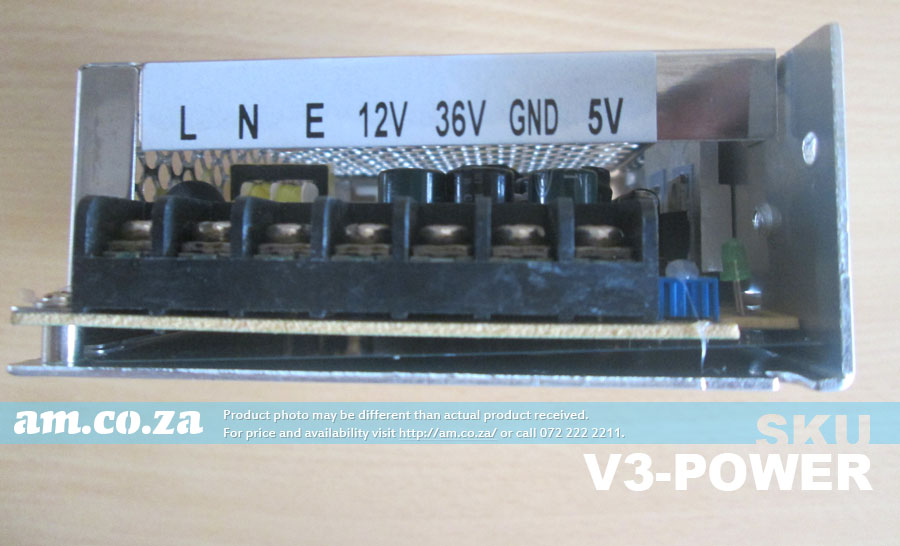 L N E 12V 36V GND 5V
am.co.za
Product photo may be different than actual product received.
For price and availability visit http://am.co.za/ or call 072 222 2211.
SKU
V3-POWER